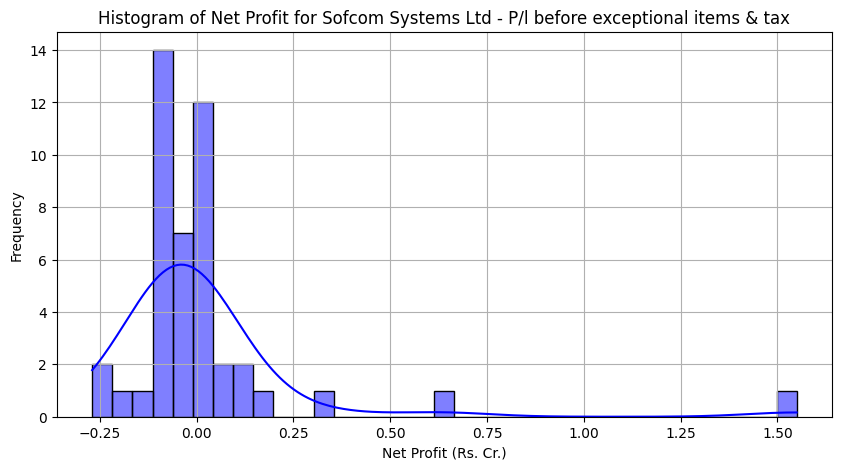 Histogram of Net Profit for Sofcom Systems Ltd - P/l before exceptional items & tax
14
12
10
8
6
4
2
0
Frequency
−0.25 0.00 0.25 0.50 0.75 1.00 1.25 1.50
Net Profit (Rs. Cr.)